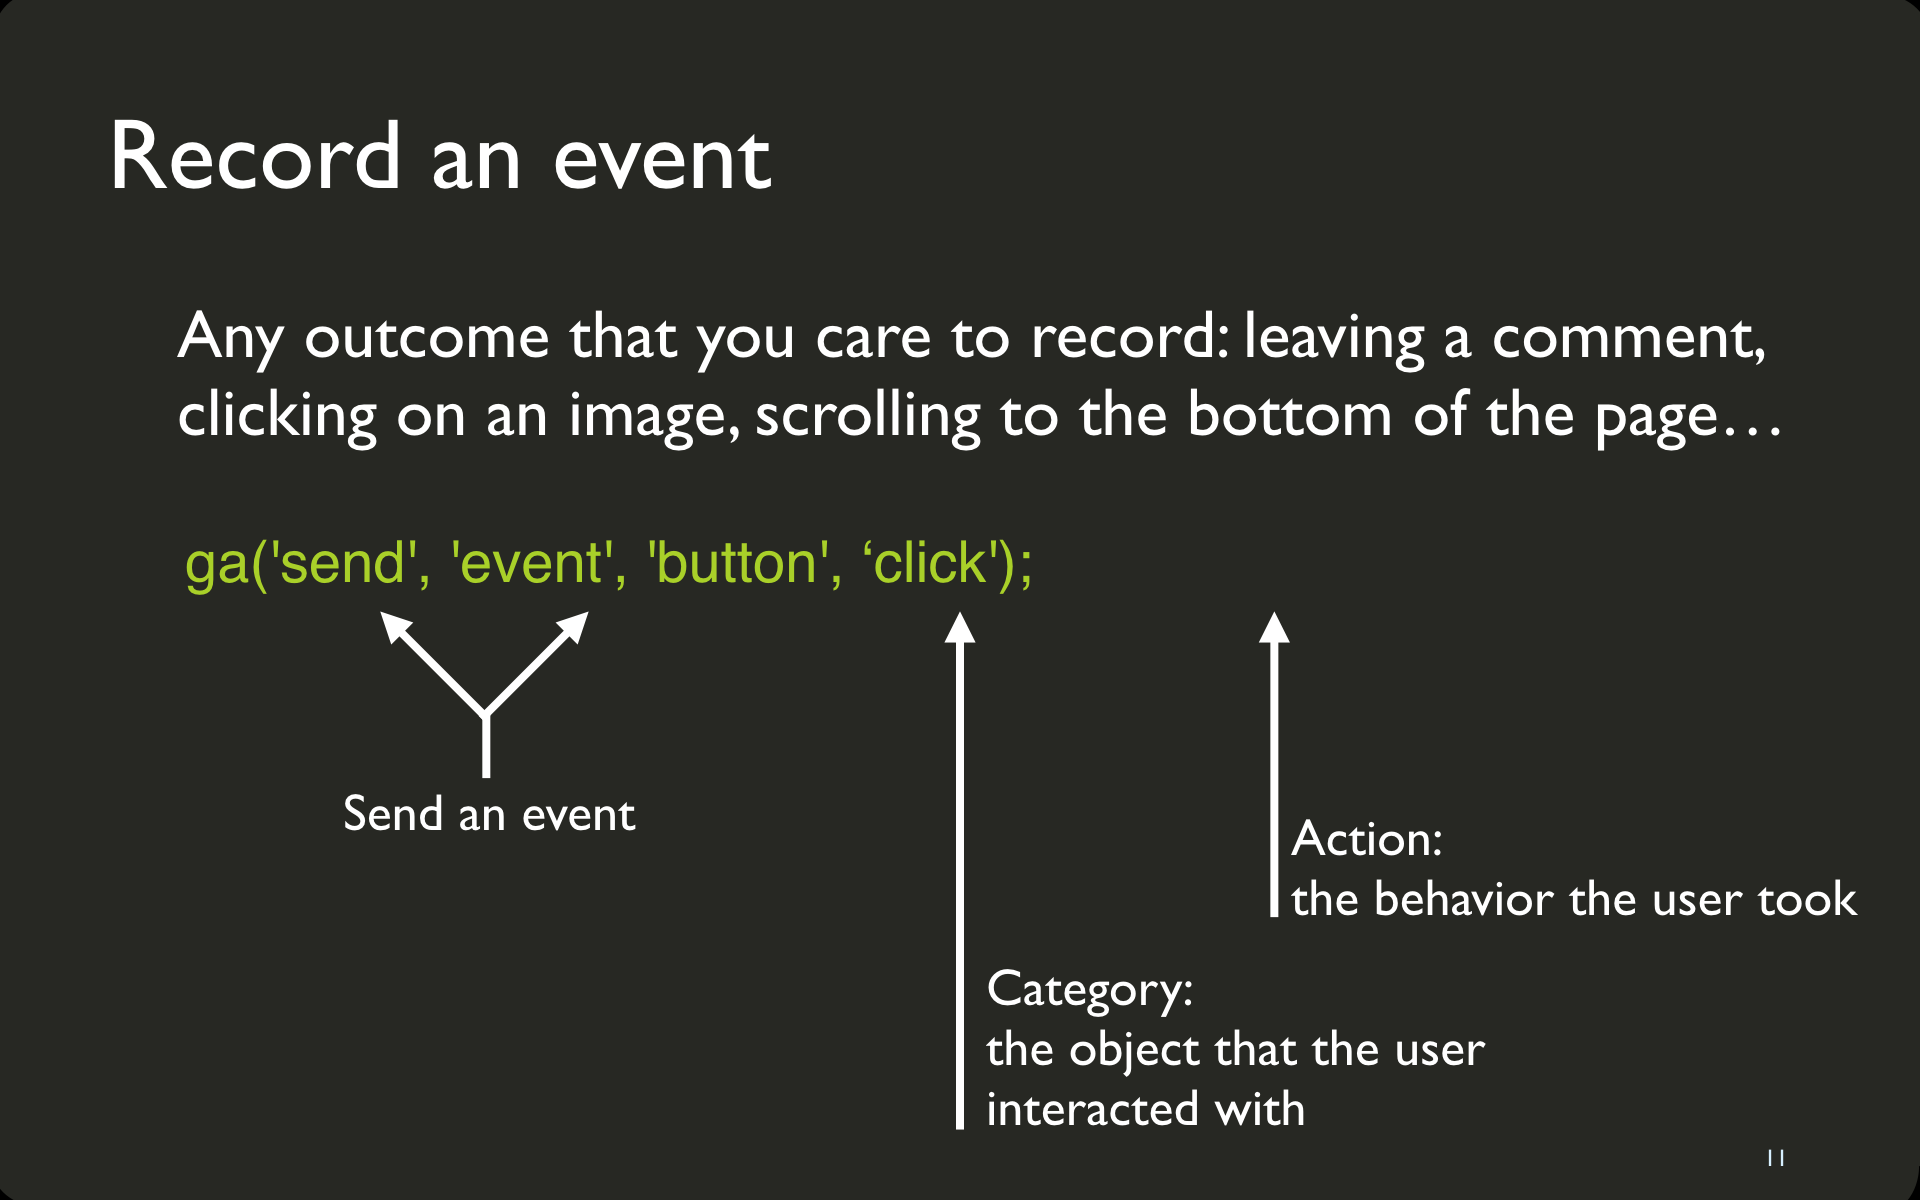 Record an event
Any outcome that you care to record: leaving a comment,
clicking on an image, scrolling to the bottom of the page…
ga('send', 'event', 'button', ‘click');
Send an event
Action:
the behavior the user took
Category:
the object that the user
interacted with
11